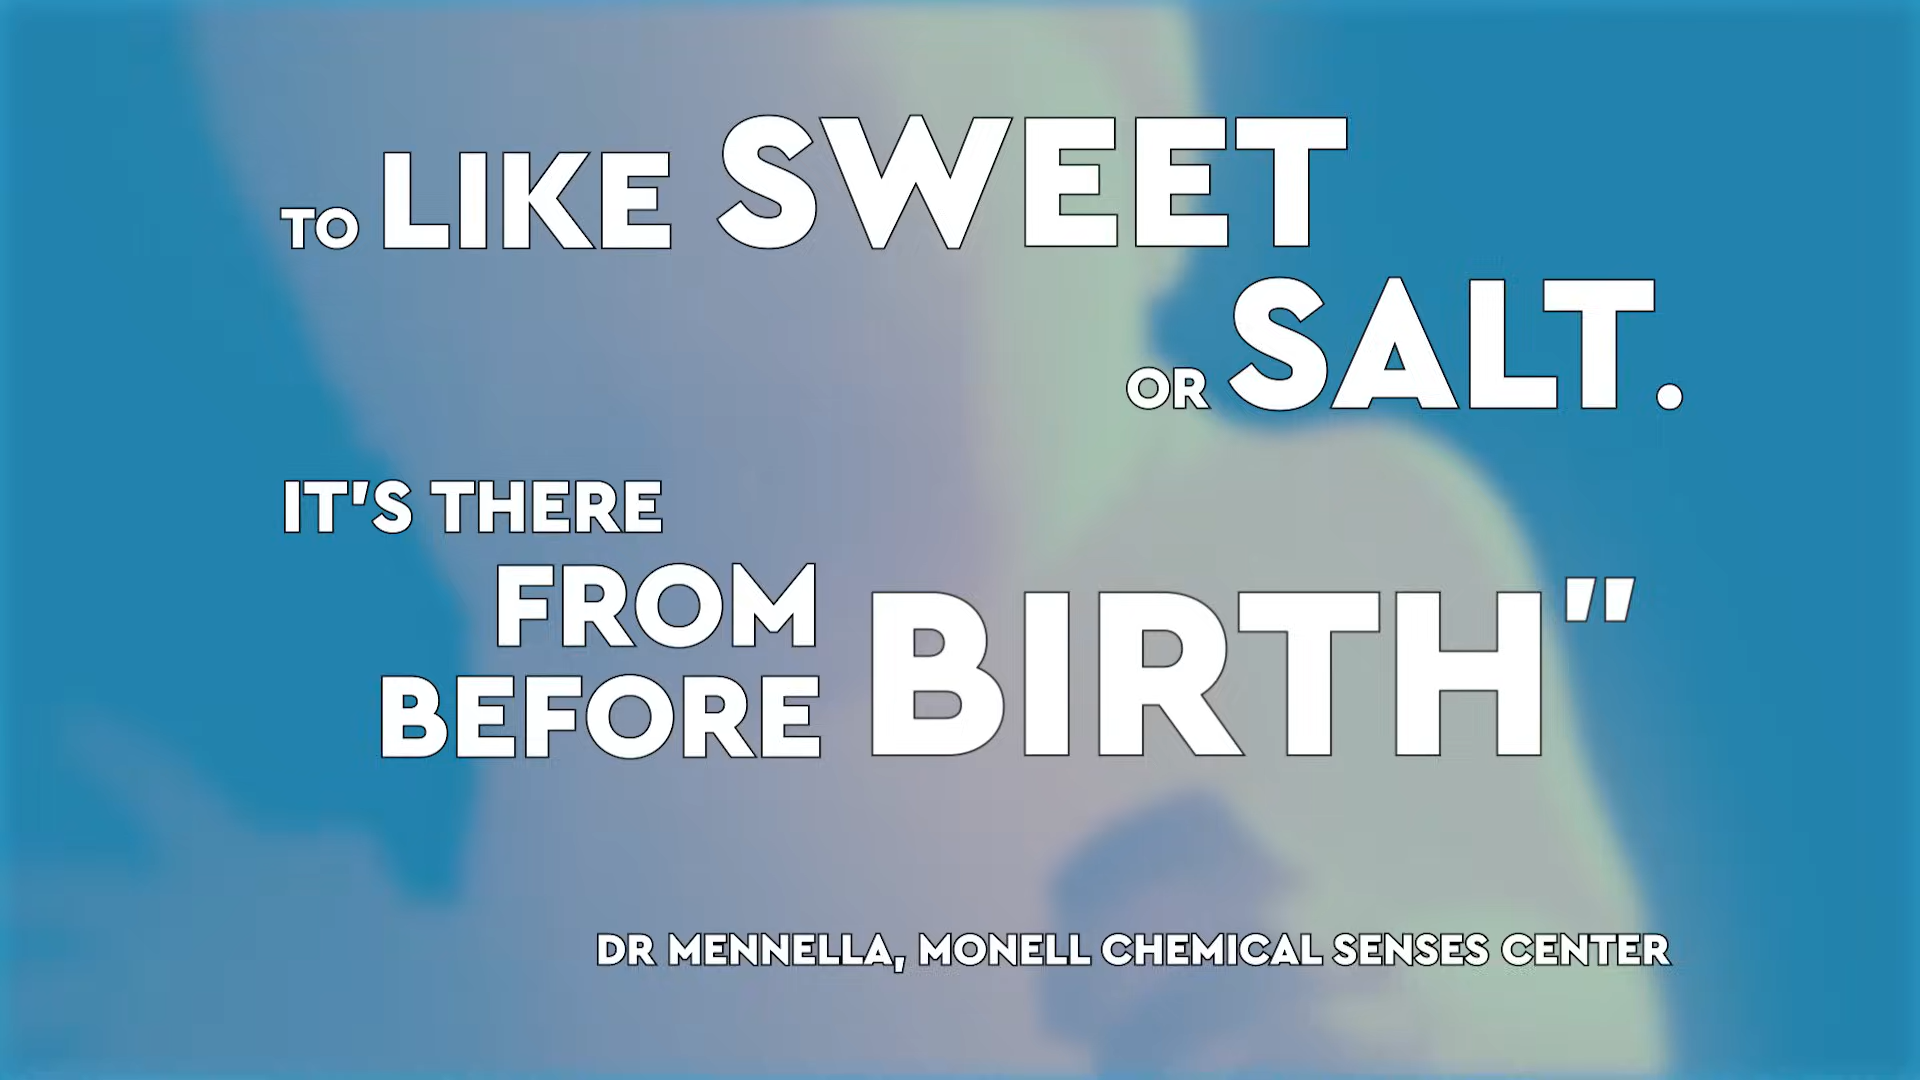 TO LIKE SWEET
OR SALT.
IT'S THERE
FROM
BEFORE BIRTH"
DR MENNELLA, MONELL CHEMICAL SENSES CENTER